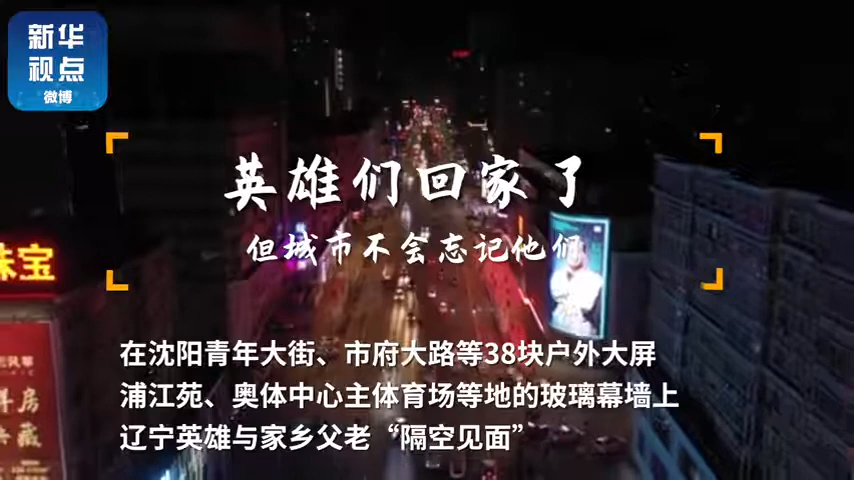 新华
视点
微博
英雄们回家了
但城市不会忘记他们
珠宝
在沈阳青年大街、市府大路等38块户外大屏
浦江苑、奥体中心主体育场等地的玻璃幕墙上
辽宁英雄与家乡父老“隔空见面”